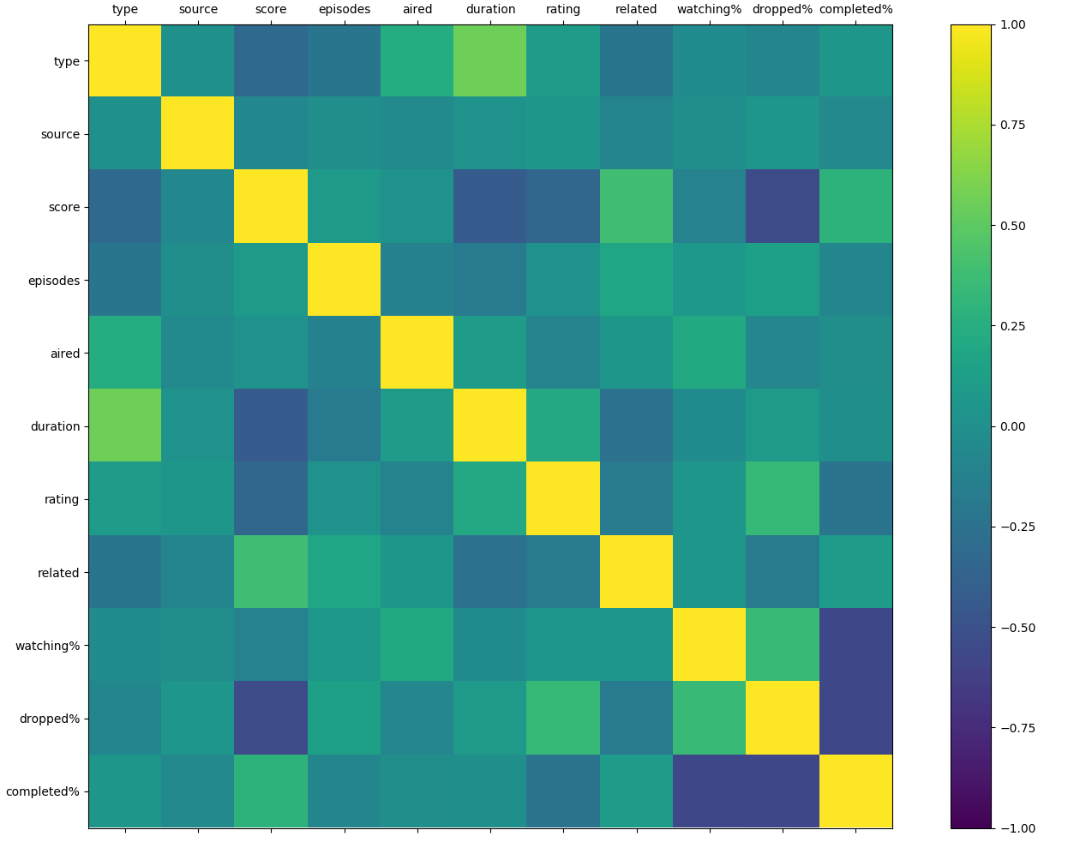 type source score episodes aired duration rating related watching% dropped% completed%
type
source
score
episodes
aired
duration
rating
related
watching%
dropped%
completed%
1.00
0.75
0.50
0.25
0.00
−0.25
−0.50
−0.75
−1.00